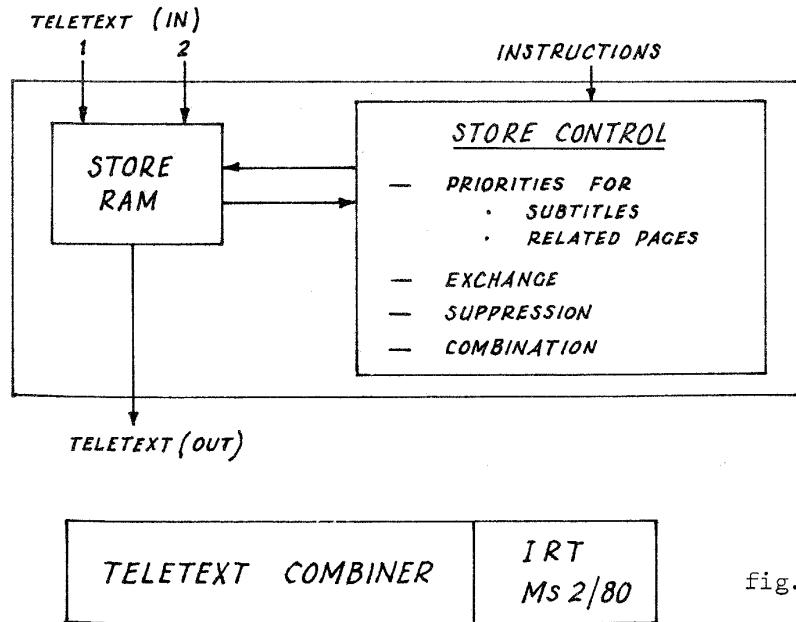 TELETEXT (IN)
1 2
INSTRUCTIONS
STORE
RAM
STORE CONTROL
— PRIORITIES FOR
· SUBTITLES
· RELATED PAGES
— EXCHANGE
— SUPPRESSION
— COMBINATION
TELETEXT (OUT)
TELETEXT COMBINER
IRT
Ms 2/80
fig.